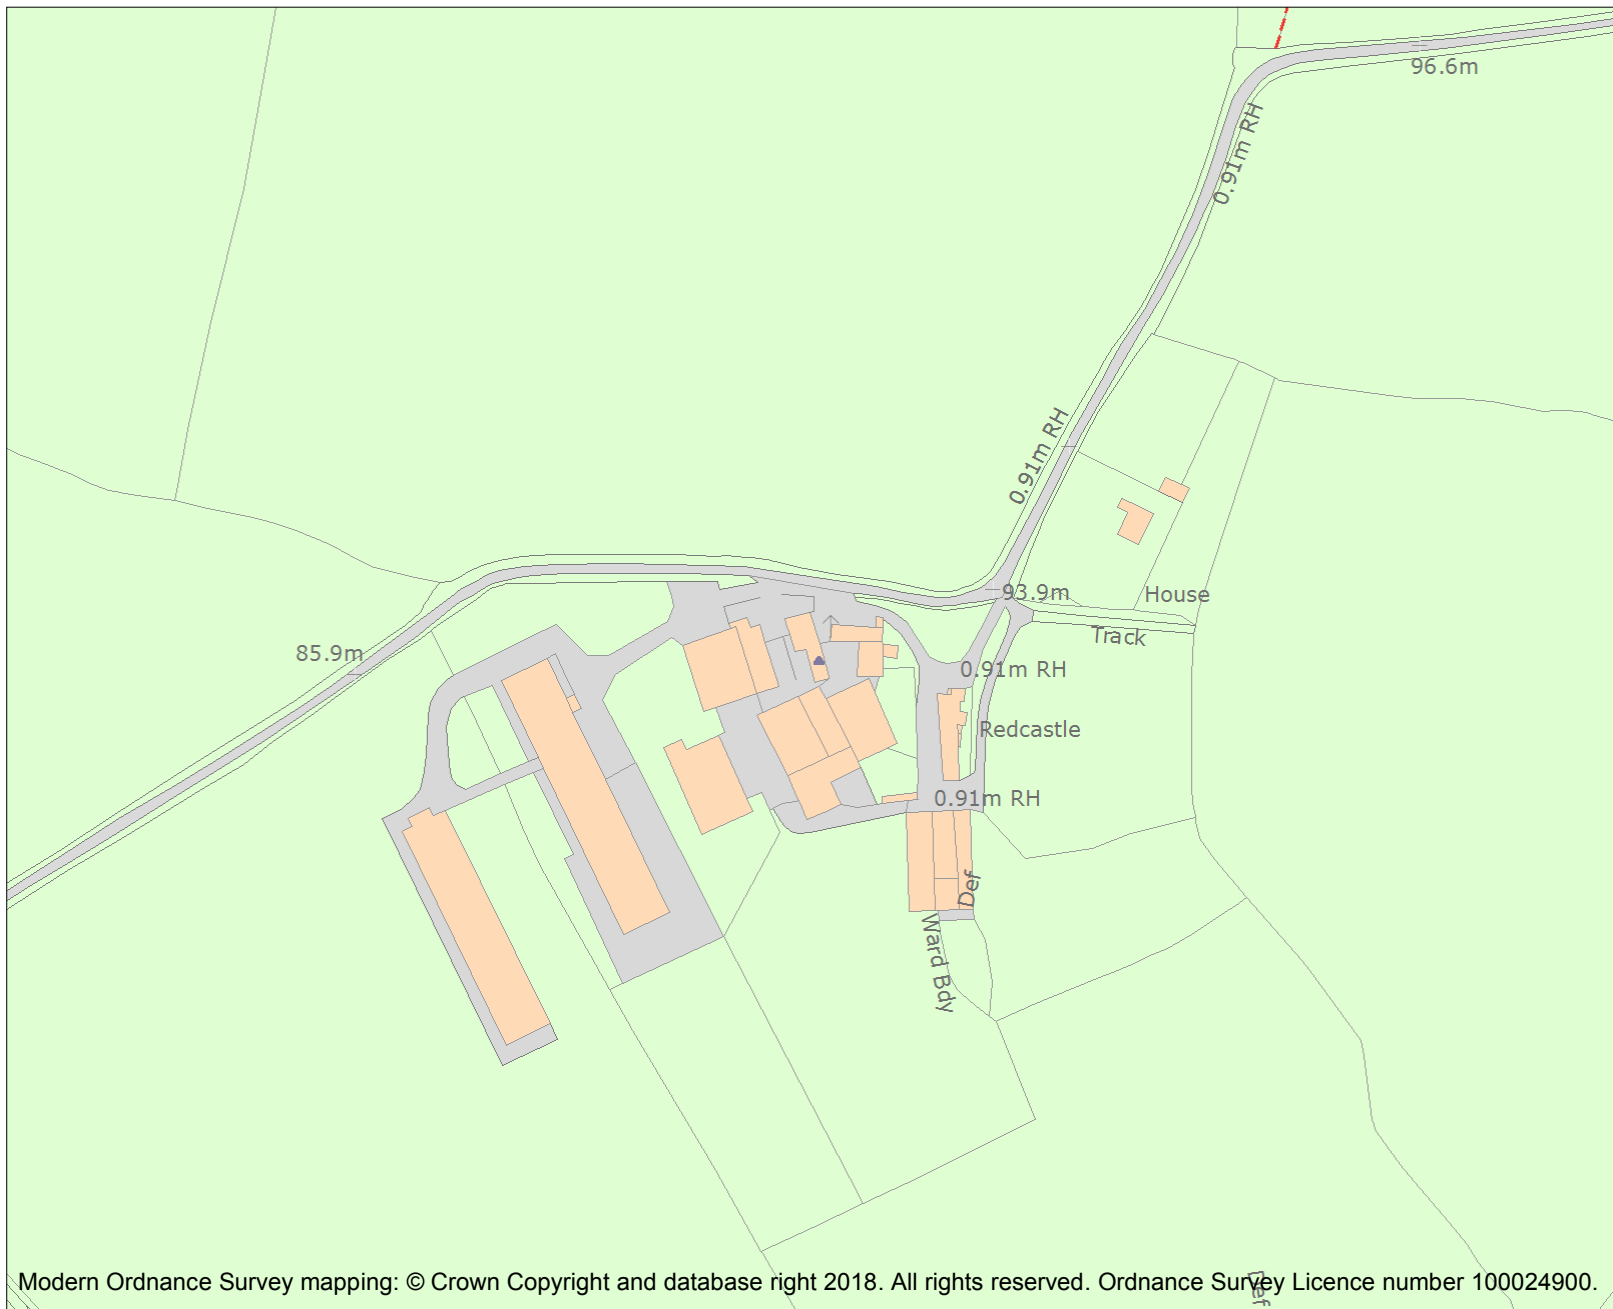 96.6m
0.91m RH
0.91m RH
93.9m
House
Track
85.9m
0.91m RH
Redcastle
0.91m RH
Def
Ward Bdy
Def
Modern Ordnance Survey mapping: © Crown Copyright and database right 2018. All rights reserved. Ordnance Survey Licence number 100024900.